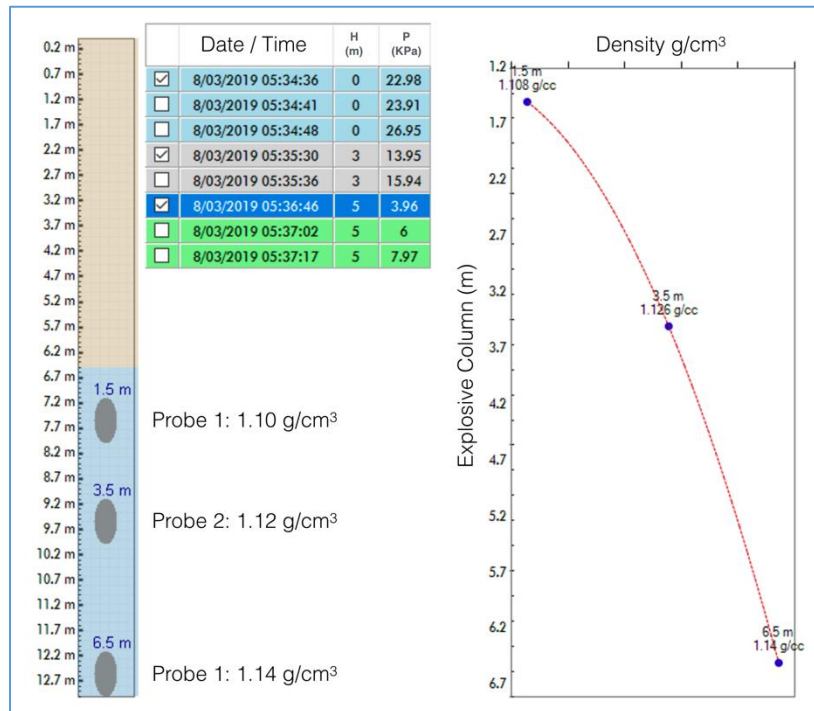 0.2 m
0.7 m
1.2 m
1.7 m
2.2 m
2.7 m
3.2 m
3.7 m
4.2 m
4.7 m
5.2 m
5.7 m
6.2 m
6.7 m
7.2 m
7.7 m
8.2 m
8.7 m
9.2 m
9.7 m
10.2 m
10.7 m
11.2 m
11.7 m
12.2 m
12.7 m
1.5 m
3.5 m
6.5 m
Date / Time H (m) P (KPa)
8/03/2019 05:34:36 0 22.98
8/03/2019 05:34:41 0 23.91
8/03/2019 05:34:48 0 26.95
8/03/2019 05:35:30 3 13.95
8/03/2019 05:35:36 3 15.94
8/03/2019 05:36:46 5 3.96
8/03/2019 05:37:02 5 6
8/03/2019 05:37:17 5 7.97
Probe 1: 1.10 g/cm³
Probe 2: 1.12 g/cm³
Probe 1: 1.14 g/cm³
Density g/cm³
Explosive Column (m)
1.2
1.7
2.2
2.7
3.2
3.7
4.2
4.7
5.2
5.7
6.2
6.7
1.5 m
1.108 g/cc
3.5 m
1.126 g/cc
6.5 m
1.14 g/cc